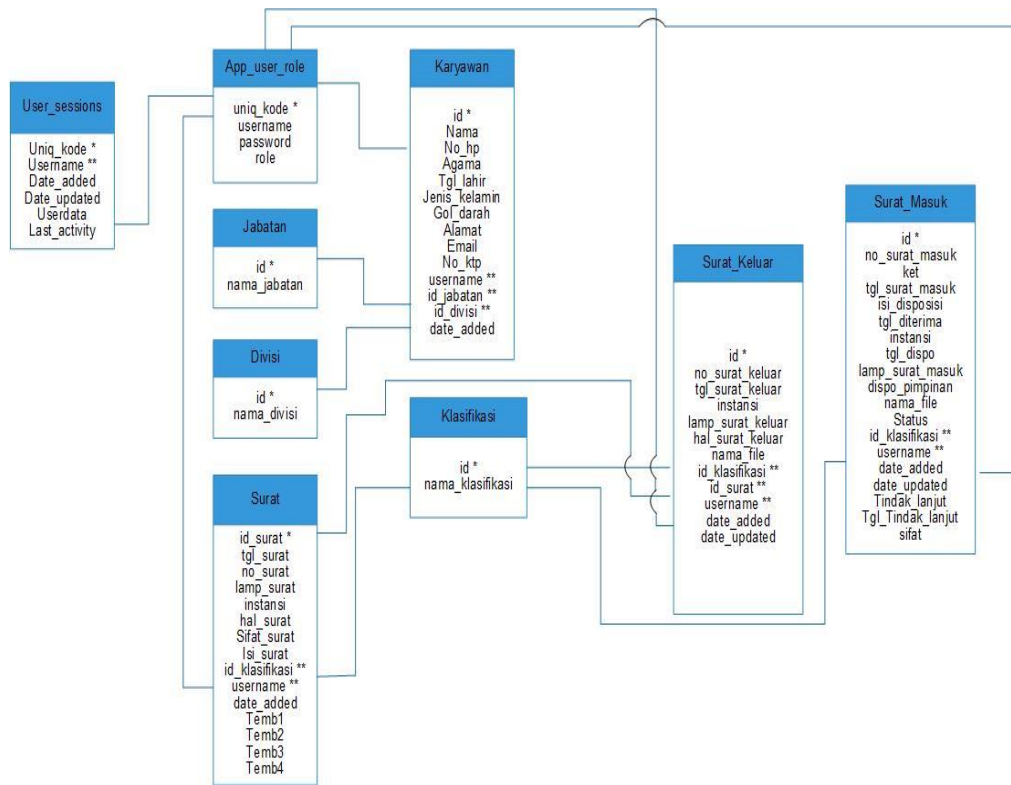 User_sessions
Uniq_kode *
Username **
Date_added
Date_updated
Userdata
Last_activity
App_user_role
uniq_kode *
username
password
role
Jabatan
id *
nama_jabatan
Divisi
id *
nama_divisi
Surat
id_surat *
tgl_surat
no_surat
lamp_surat
instansi
hal_surat
Sifat_surat
Isi_surat
id_klasifikasi **
username **
date_added
Temb1
Temb2
Temb3
Temb4
Karyawan
id *
Nama
No_hp
Agama
Tgl_lahir
Jenis_kelamin
Gol_darah
Alamat
Email
No_ktp
username **
id_jabatan **
id_divisi **
date_added
Klasifikasi
id *
nama_klasifikasi
Surat_Keluar
id *
no_surat_keluar
tgl_surat_keluar
instansi
lamp_surat_keluar
hal_surat_keluar
nama_file
id_klasifikasi **
id_surat **
username **
date_added
date_updated
Surat_Masuk
id *
no_surat_masuk
ket
tgl_surat_masuk
isi_disposisi
tgl_diterima
instansi
tgl_dispo
lamp_surat_masuk
dispo_pimpinan
nama_file
Status
id_klasifikasi **
username **
date_added
date_updated
Tindak_lanjut
Tgl_Tindak_lanjut
sifat